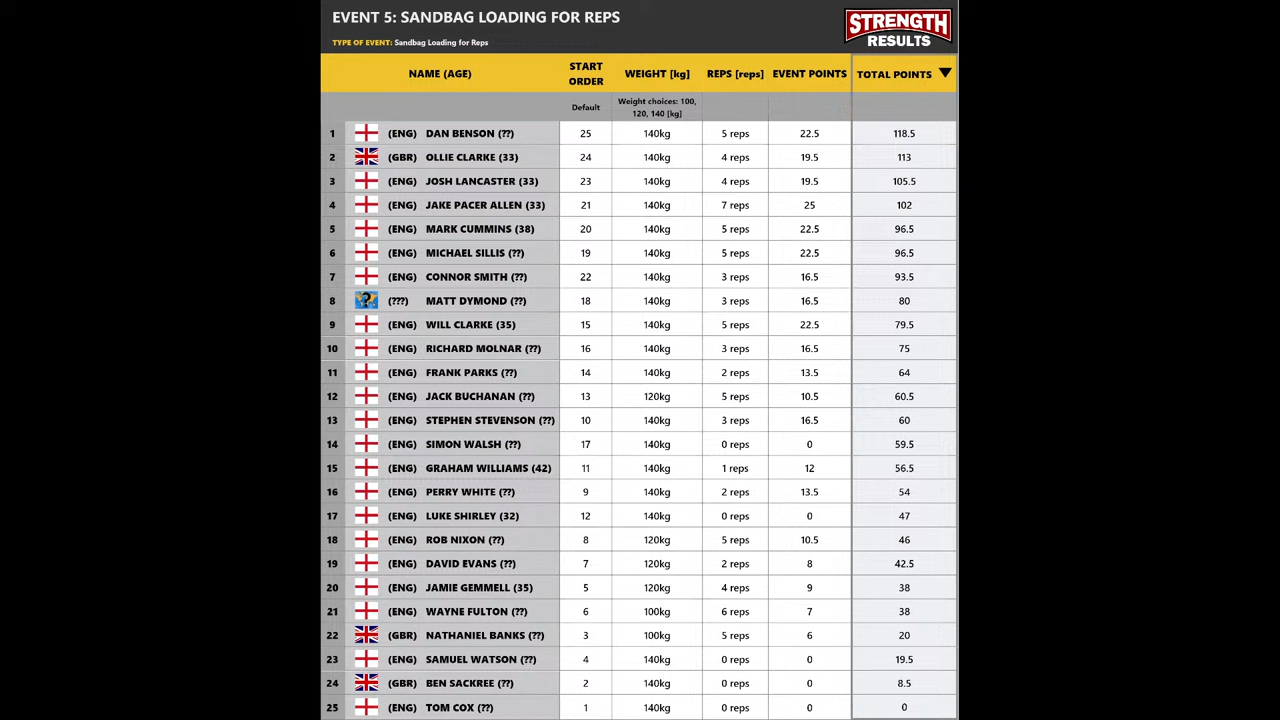 EVENT 5: SANDBAG LOADING FOR REPS
TYPE OF EVENT: Sandbag Loading for Reps
STRENGTH
RESULTS
NAME (AGE) START ORDER WEIGHT [kg] REPS [reps] EVENT POINTS TOTAL POINTS ▼
Default Weight choices: 100, 120, 140 [kg]
1 (ENG) DAN BENSON (??) 25 140kg 5 reps 22.5 118.5
2 (GBR) OLLIE CLARKE (33) 24 140kg 4 reps 19.5 113
3 (ENG) JOSH LANCASTER (33) 23 140kg 4 reps 19.5 105.5
4 (ENG) JAKE PACER ALLEN (33) 21 140kg 7 reps 25 102
5 (ENG) MARK CUMMINS (38) 20 140kg 5 reps 22.5 96.5
6 (ENG) MICHAEL SILLIS (??) 19 140kg 5 reps 22.5 96.5
7 (ENG) CONNOR SMITH (??) 22 140kg 3 reps 16.5 93.5
8 (???) MATT DYMOND (??) 18 140kg 3 reps 16.5 80
9 (ENG) WILL CLARKE (35) 15 140kg 5 reps 22.5 79.5
10 (ENG) RICHARD MOLNAR (??) 16 140kg 3 reps 16.5 75
11 (ENG) FRANK PARKS (??) 14 140kg 2 reps 13.5 64
12 (ENG) JACK BUCHANAN (??) 13 120kg 5 reps 10.5 60.5
13 (ENG) STEPHEN STEVENSON (??) 10 140kg 3 reps 16.5 60
14 (ENG) SIMON WALSH (??) 17 140kg 0 reps 0 59.5
15 (ENG) GRAHAM WILLIAMS (42) 11 140kg 1 reps 12 56.5
16 (ENG) PERRY WHITE (??) 9 140kg 2 reps 13.5 54
17 (ENG) LUKE SHIRLEY (32) 12 140kg 0 reps 0 47
18 (ENG) ROB NIXON (??) 8 120kg 5 reps 10.5 46
19 (ENG) DAVID EVANS (??) 7 120kg 2 reps 8 42.5
20 (ENG) JAMIE GEMMELL (35) 5 120kg 4 reps 9 38
21 (ENG) WAYNE FULTON (??) 6 100kg 6 reps 7 38
22 (GBR) NATHANIEL BANKS (??) 3 100kg 5 reps 6 20
23 (ENG) SAMUEL WATSON (??) 4 140kg 0 reps 0 19.5
24 (GBR) BEN SACKREE (??) 2 140kg 0 reps 0 8.5
25 (ENG) TOM COX (??) 1 140kg 0 reps 0 0